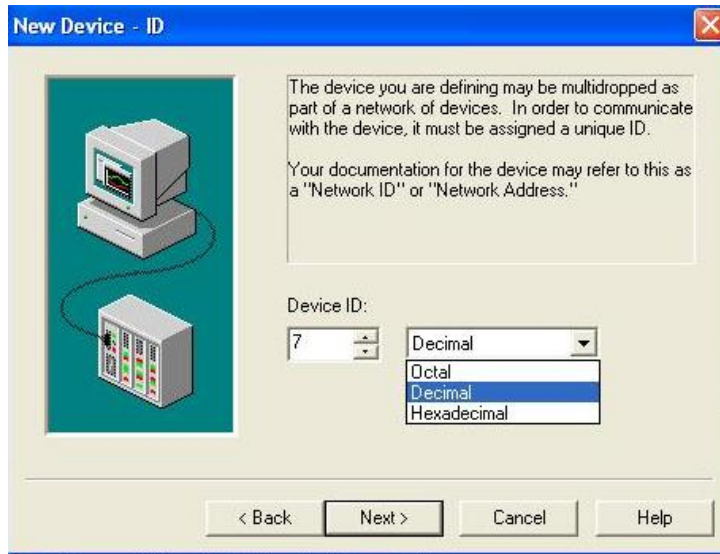 New Device - ID
The device you are defining may be multidropped as
part of a network of devices.  In order to communicate
with the device, it must be assigned a unique ID.
Your documentation for the device may refer to this as
a "Network ID" or "Network Address."
Device ID:
7
Decimal
Octal
Decimal
Hexadecimal
< Back
Next >
Cancel
Help